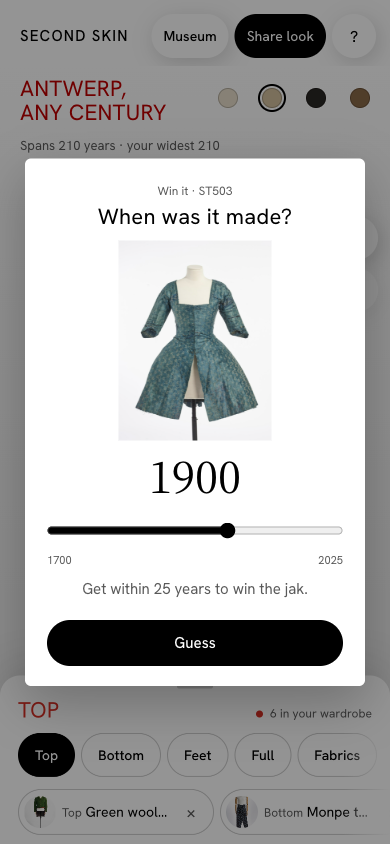 SECOND SKIN
Museum
Share look
?
ANTWERP,
ANY CENTURY
Spans 210 years · your widest 210
Win it · ST503
When was it made?
1900
1700
2025
Get within 25 years to win the jak.
Guess
TOP
6 in your wardrobe
Top
Bottom
Feet
Full
Fabrics
Top Green wool... ×
Bottom Monpe t...